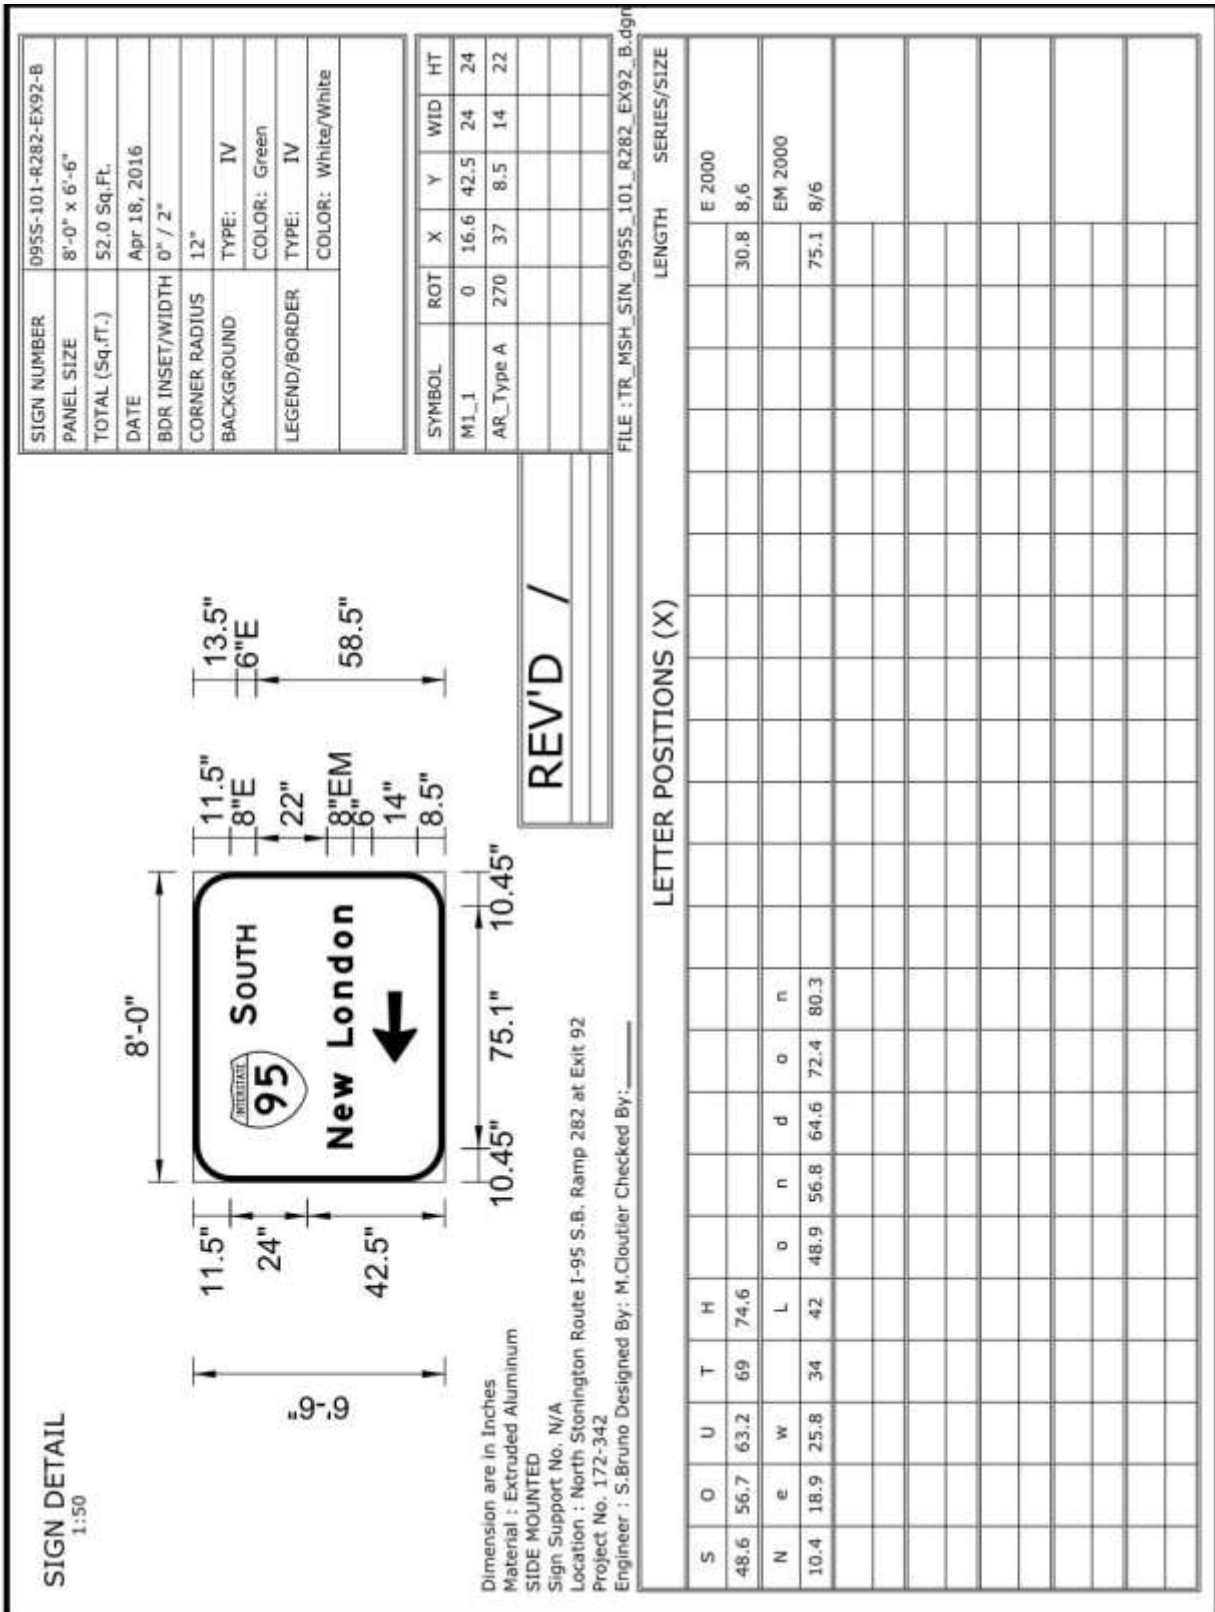 SIGN DETAIL
1:50
8'-0"
6'-6"
11.5"
24"
42.5"
INTERSTATE
95 SOUTH
New London
11.5"
8"E
22"
8"EM
6"
14"
8.5"
13.5"
6"E
58.5"
10.45" 75.1" 10.45"
SIGN NUMBER 095S-101-R282-EX92-B
PANEL SIZE 8'-0" x 6'-6"
TOTAL (Sq.fT.) 52.0 Sq.Ft.
DATE Apr 18, 2016
BDR INSET/WIDTH 0" / 2"
CORNER RADIUS 12"
BACKGROUND TYPE: IV
COLOR: Green
LEGEND/BORDER TYPE: IV
COLOR: White/White
SYMBOL ROT X Y WID HT
M1_1 0 16.6 42.5 24 24
AR_Type A 270 37 8.5 14 22
REV'D /
Dimension are in Inches
Material : Extruded Aluminum
SIDE MOUNTED
Sign Support No. N/A
Location : North Stonington Route I-95 S.B. Ramp 282 at Exit 92
Project No. 172-342
Engineer : S.Bruno Designed By: M.Cloutier Checked By:
FILE :TR_MSH_SIN_095S_101_R282_EX92_B.dgn
LETTER POSITIONS (X) LENGTH SERIES/SIZE
S O U T H E 2000
48.6 56.7 63.2 69 74.6 30.8 8,6
N e w L o n d o n EM 2000
10.4 18.9 25.8 34 42 48.9 56.8 64.6 72.4 80.3 75.1 8/6